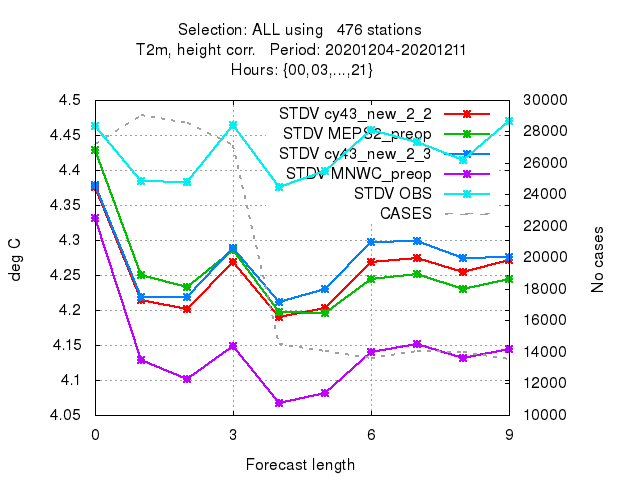 Selection: ALL using 476 stations
T2m, height corr. Period: 20201204-20201211
Hours: {00,03,...,21}
4.5 30000
STDV cy43_new_2_2
4.45 28000
STDV MEPS2_preop
4.4 26000
STDV cy43_new_2_3
STDV MNWC_preop
4.35 24000
STDV OBS
22000
CASES
4.3 20000
4.25 18000
4.2 16000
4.15 14000
4.1 12000
4.05 10000
deg C
No cases
0 3 6 9
Forecast length